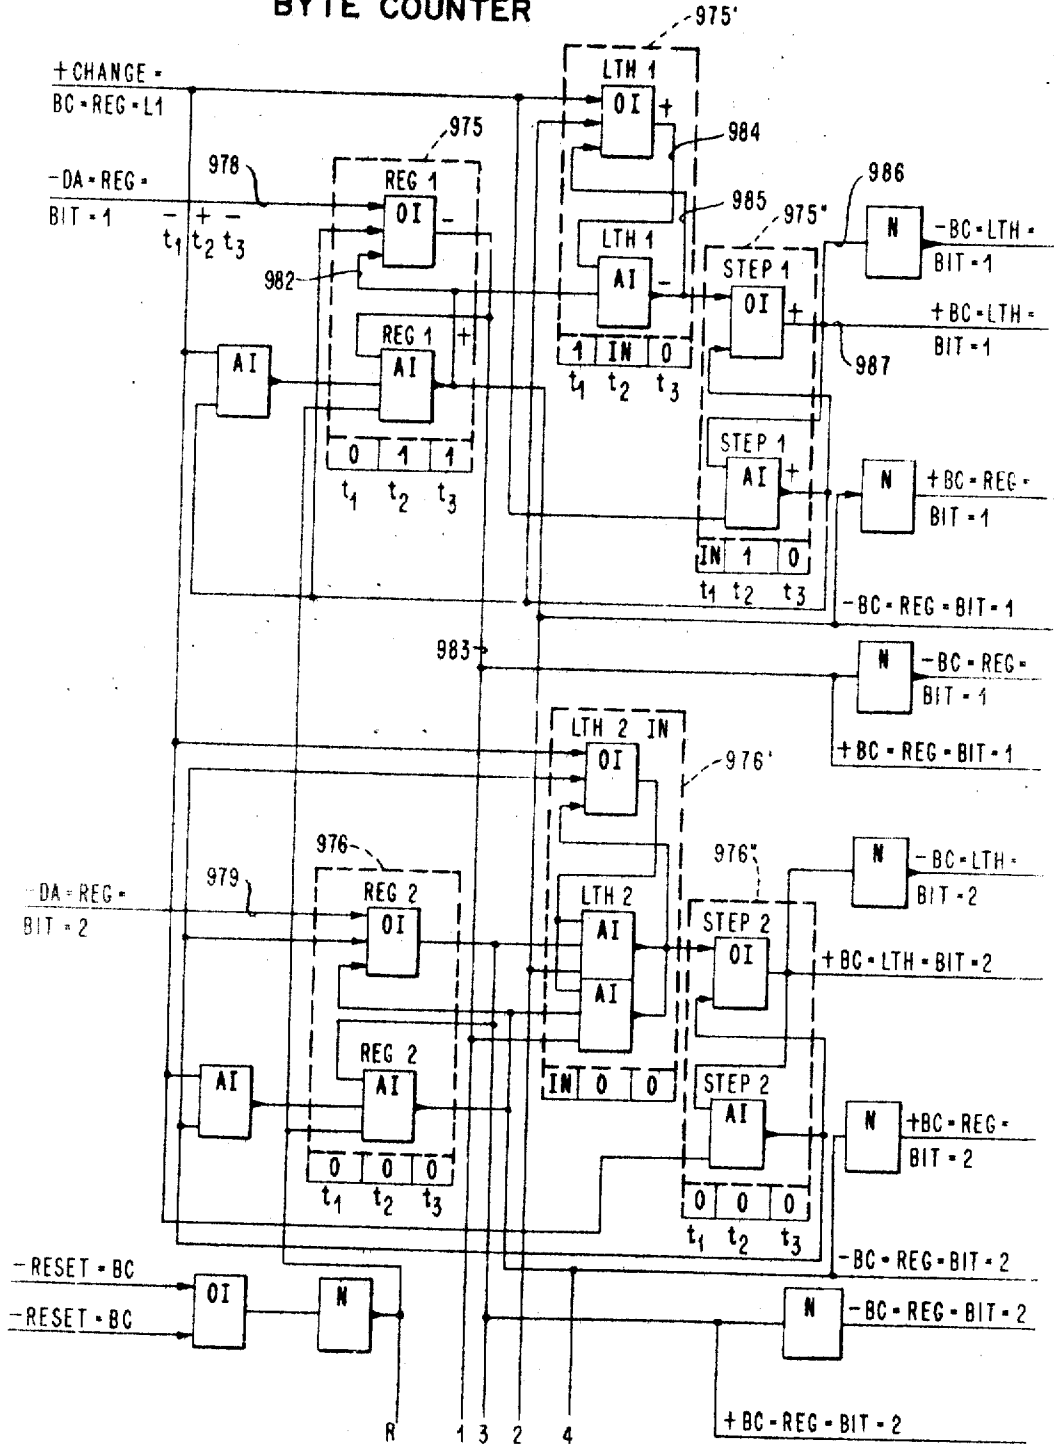 BYTE COUNTER
975'
+CHANGE=
BC=REG=L1
LTH 1
OI
+
984
975
978
-DA=REG=
BIT=1
- + -
t1 t2 t3
REG 1
OI
-
982
985
975"
986
N
-BC=LTH=
BIT=1
LTH 1
AI
-
STEP 1
OI
+
+BC=LTH=
BIT=1
987
REG 1
+
AI
AI
1 IN 0
t1 t2 t3
0 1 1
t1 t2 t3
STEP 1
AI
+
N
+BC=REG=
BIT=1
IN 1 0
t1 t2 t3
-BC=REG=BIT=1
983
N
-BC=REG=
BIT=1
+BC=REG=BIT=1
LTH 2 IN
OI
976'
976
979
-DA=REG=
BIT=2
REG 2
OI
LTH 2
AI
AI
976"
STEP 2
OI
N
-BC=LTH=
BIT=2
+BC=LTH=BIT=2
AI
REG 2
AI
IN 0 0
STEP 2
AI
N
+BC=REG=
BIT=2
0 0 0
t1 t2 t3
0 0 0
t1 t2 t3
-BC=REG=BIT=2
-RESET=BC
-RESET=BC
OI
N
N
-BC=REG=BIT=2
+BC=REG=BIT=2
R 1 3 2 4